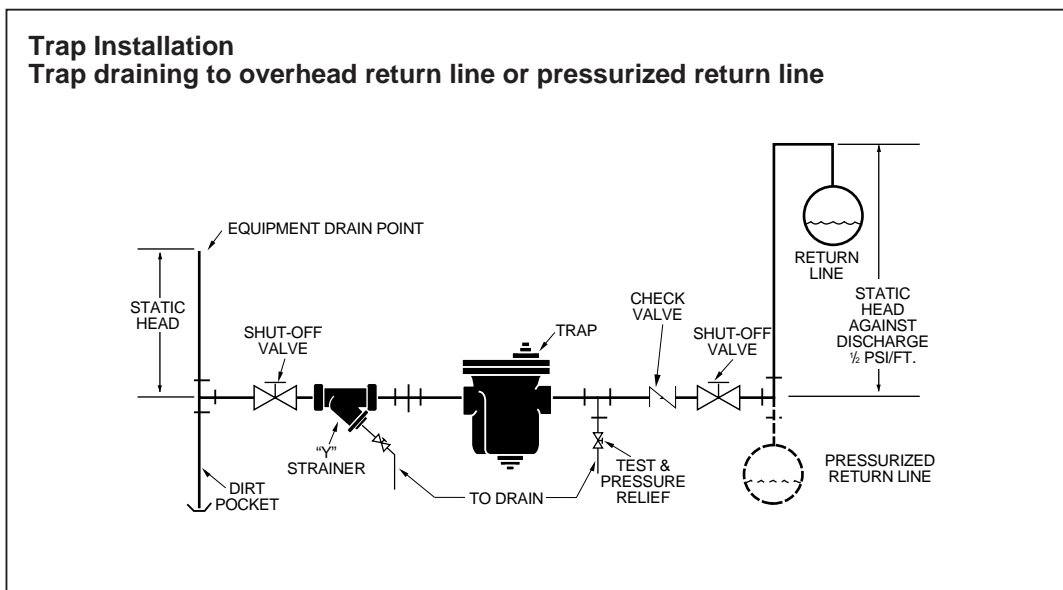 Trap Installation
Trap draining to overhead return line or pressurized return line
EQUIPMENT DRAIN POINT
STATIC
HEAD
SHUT-OFF
VALVE
“Y”
STRAINER
DIRT
POCKET
TO DRAIN
TRAP
TEST &
PRESSURE
RELIEF
CHECK
VALVE
SHUT-OFF
VALVE
RETURN
LINE
STATIC
HEAD
AGAINST
DISCHARGE
½ PSI/FT.
PRESSURIZED
RETURN LINE